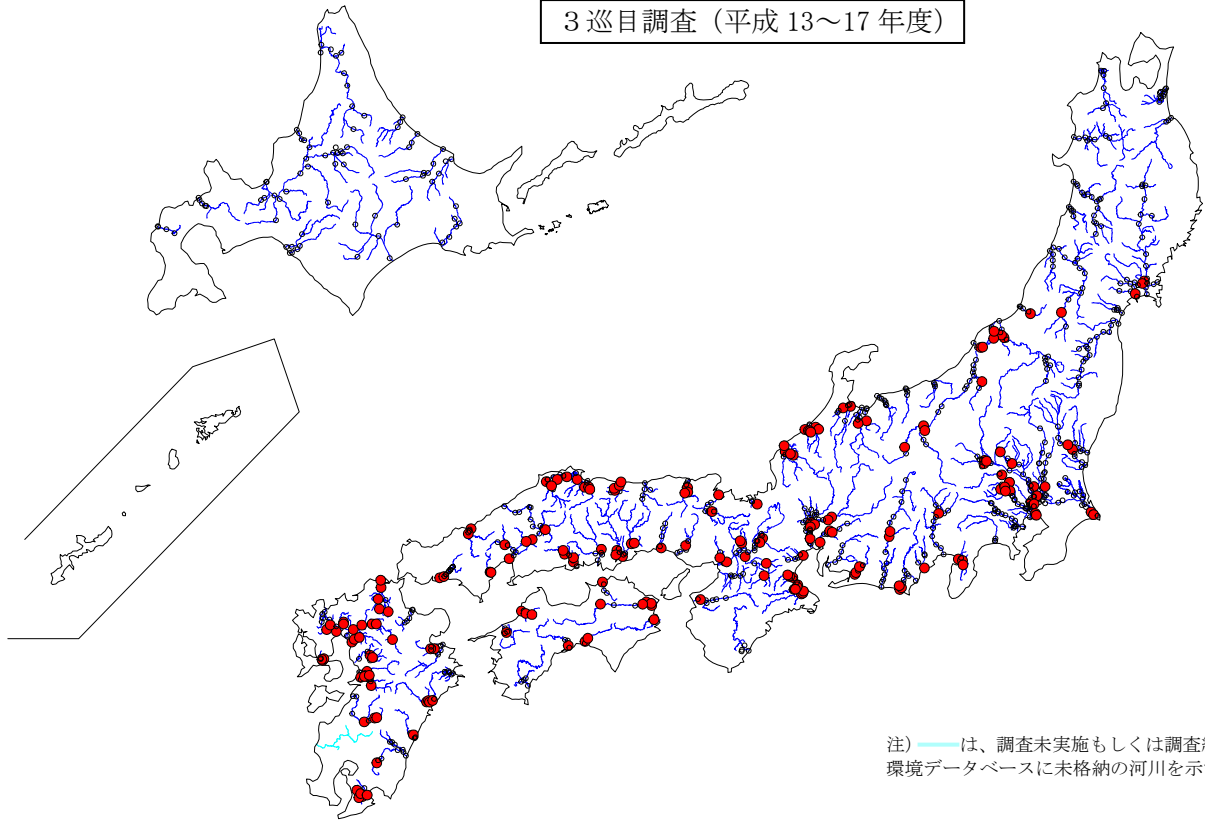 3巡目調査（平成 13～17 年度）
注） は、調査未実施もしくは調査
環境データベースに未格納の河川を示